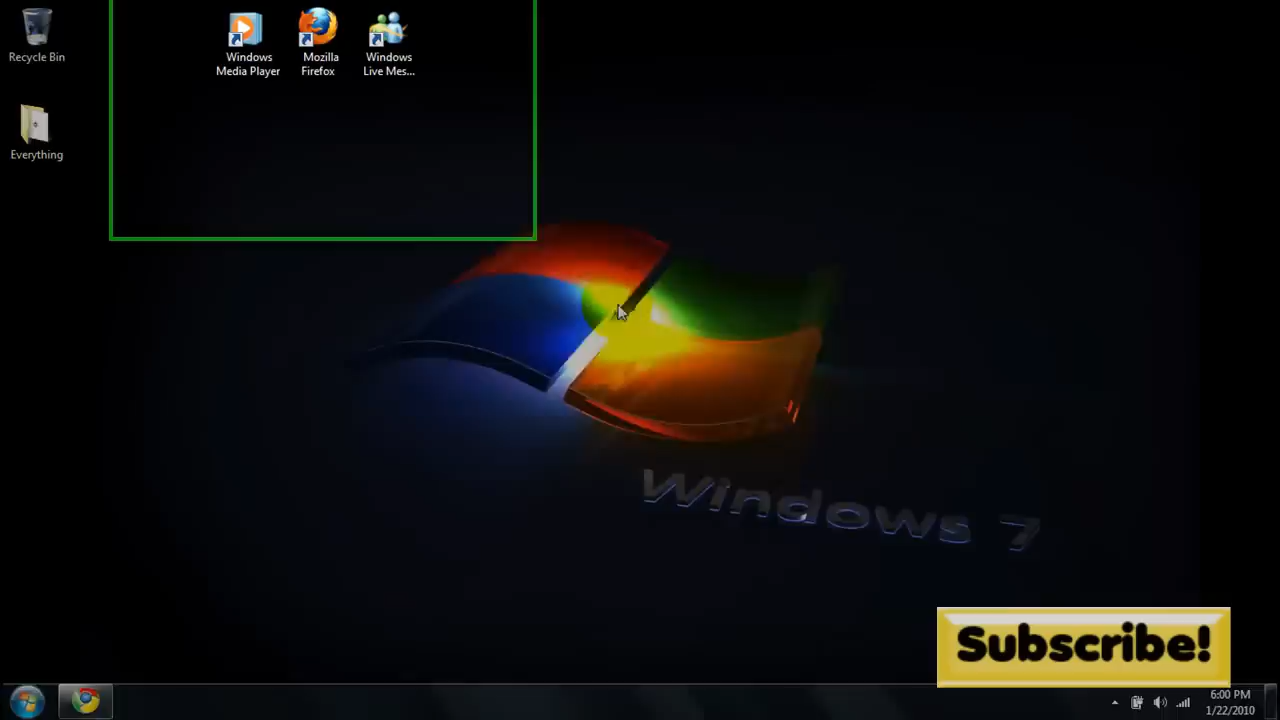 Recycle Bin
Windows
Media Player
Mozilla
Firefox
Windows
Live Mes...
Everything
Windows 7
Subscribe!
6:00 PM
1/22/2010